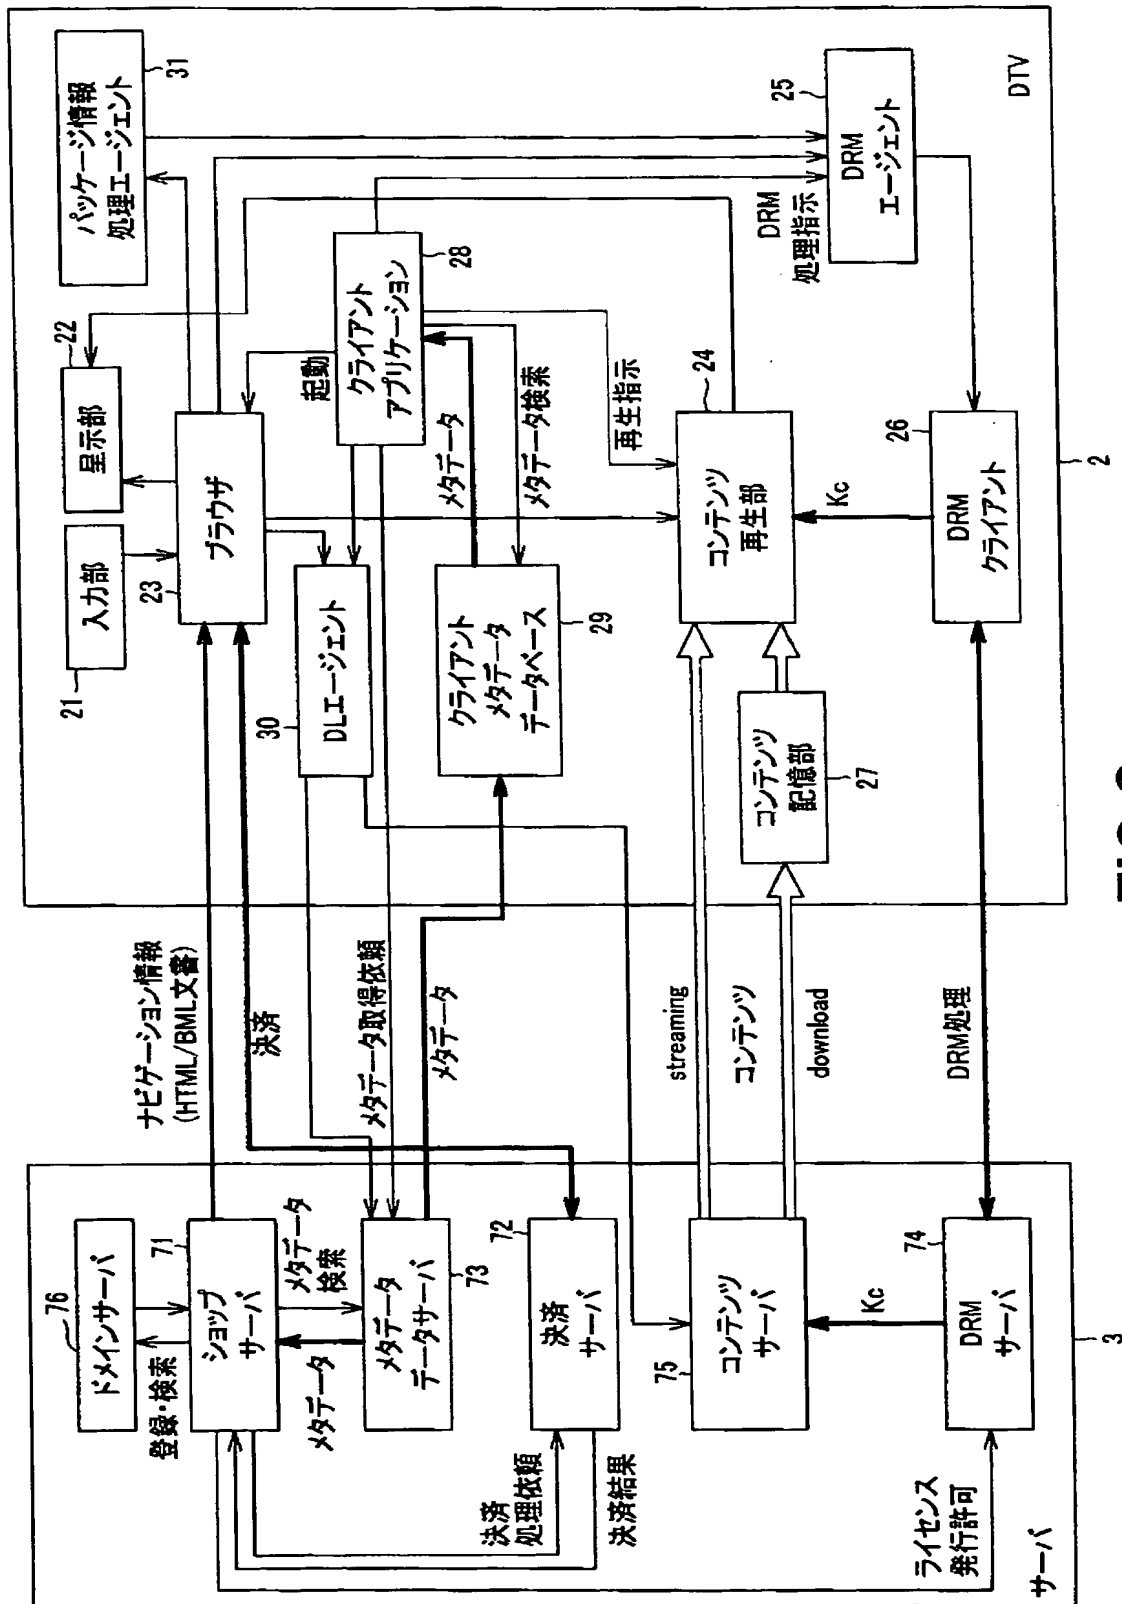 ドメインサーバ
76
登録・検索
ショップ
サーバ
71
メタデータ
検索
メタデータ
メタデータ
データサーバ
73
決済
サーバ
72
決済
処理依頼
決済結果
コンテンツ
サーバ
75
Kc
DRM
サーバ
74
ライセンス
発行許可
サーバ
3
ナビゲーション情報
(HTML/BML文書)
決済
メタデータ取得依頼
メタデータ
streaming
コンテンツ
download
DRM処理
入力部
21
呈示部
22
ブラウザ
23
パッケージ情報
処理エージェント
31
起動
クライアント
アプリケーション
28
DLエージェント
30
メタデータ
メタデータ検索
クライアント
メタデータ
データベース
29
再生指示
コンテンツ
再生部
24
コンテンツ
記憶部
27
Kc
DRM
クライアント
26
DRM
処理指示
DRM
エージェント
25
DTV
2